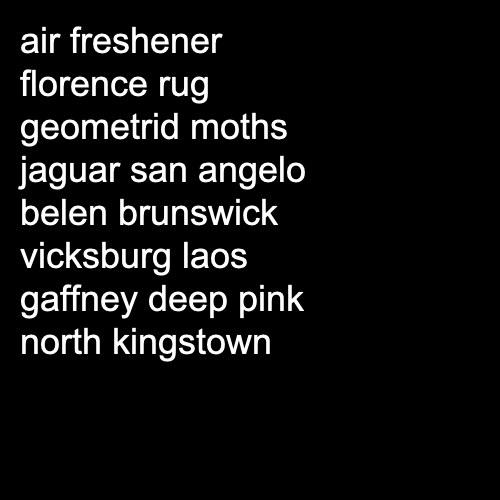 air freshener
florence rug
geometrid moths
jaguar san angelo
belen brunswick
vicksburg laos
gaffney deep pink
north kingstown